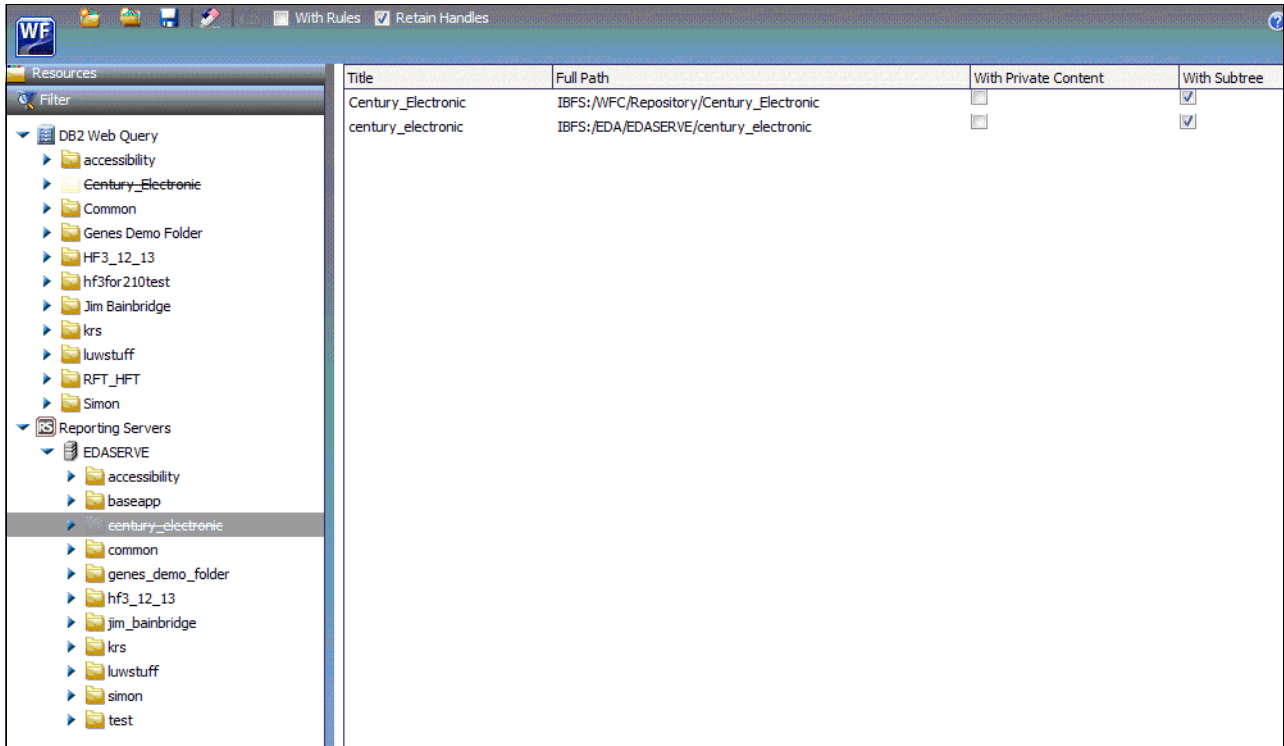 WF
With Rules Retain Handles
?
Resources
Filter
DB2 Web Query
accessibility
Century_Electronic
Common
Genes Demo Folder
HF3_12_13
hf3for210test
Jim Bainbridge
krs
luwstuff
RFT_HFT
Simon
RS Reporting Servers
EDASERVE
accessibility
baseapp
century_electronic
common
genes_demo_folder
hf3_12_13
jim_bainbridge
krs
luwstuff
simon
test
Title Full Path With Private Content With Subtree
Century_Electronic IBFS:/WFC/Repository/Century_Electronic
century_electronic IBFS:/EDA/EDASERVE/century_electronic